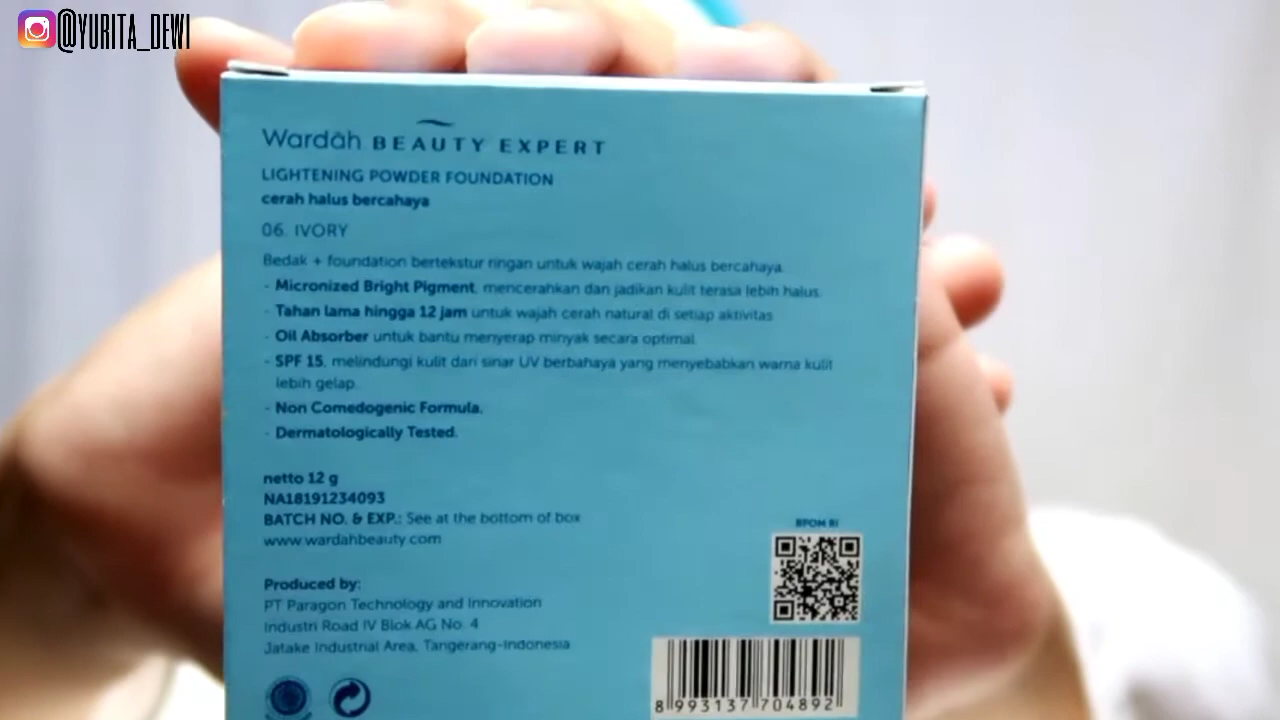 @YURITA_DEWI
Wardah BEAUTY EXPERT
LIGHTENING POWDER FOUNDATION
cerah halus bercahaya
06. IVORY
Bedak + foundation bertekstur ringan untuk wajah cerah halus bercahaya.
- Micronized Bright Pigment, mencerahkan dan jadikan kulit terasa lebih halus.
- Tahan lama hingga 12 jam untuk wajah cerah natural di setiap aktivitas
- Oil Absorber untuk bantu menyerap minyak secara optimal.
- SPF 15, melindungi kulit dari sinar UV berbahaya yang menyebabkan warna kulit
lebih gelap.
- Non Comedogenic Formula.
- Dermatologically Tested.
netto 12 g
NA18191234093
BATCH NO. & EXP.: See at the bottom of box
www.wardahbeauty.com
Produced by:
PT Paragon Technology and Innovation
Industri Road IV Blok AG No. 4
Jatake Industrial Area, Tangerang-Indonesia
BPOM RI
8 993137 704892